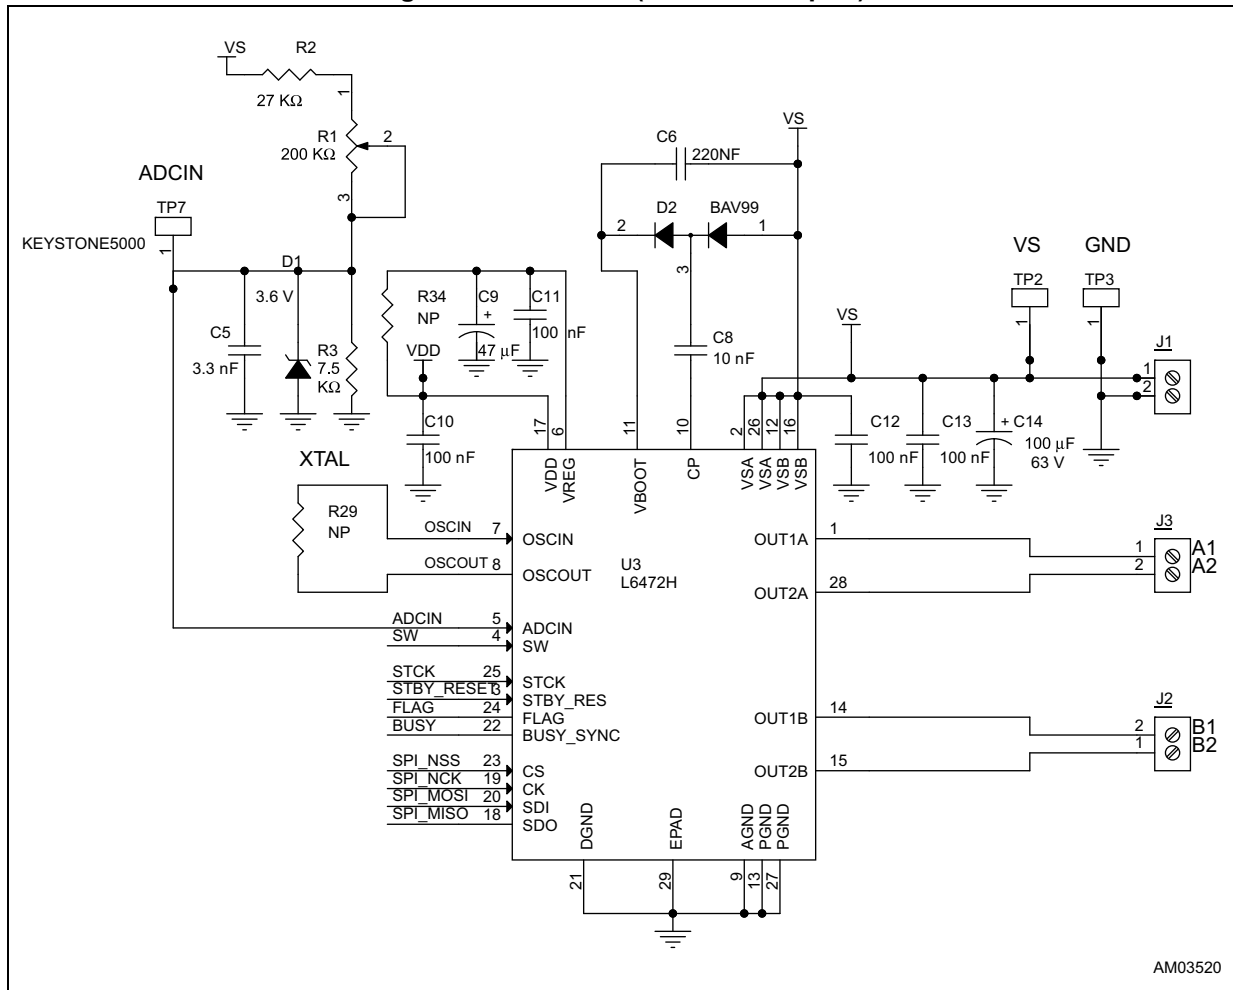 VS
R2
27 KΩ
1
R1
200 KΩ
2
3
ADCIN
TP7
KEYSTONE5000
1
D1
3.6 V
C5
3.3 nF
R3
7.5
KΩ
R34
NP
C9
+
47 µF
C11
100 nF
VDD
C10
100 nF
VS
C6
220NF
2
D2
BAV99
1
3
C8
10 nF
VS
VS
TP2
1
GND
TP3
1
J1
1
2
C12
100 nF
C13
100 nF
+ C14
100 µF
63 V
17
6
11
10
2
26
12
16
VDD
VREG
VBOOT
CP
VSA
VSA
VSB
VSB
XTAL
R29
NP
OSCIN 7 OSCIN
OSCOUT 8 OSCOUT
U3
L6472H
ADCIN 5 ADCIN
SW 4 SW
STCK 25 STCK
STBY_RESET 3 STBY_RES
FLAG 24 FLAG
BUSY 22 BUSY_SYNC
SPI_NSS 23 CS
SPI_NCK 19 CK
SPI_MOSI 20 SDI
SPI_MISO 18 SDO
OUT1A 1
OUT2A 28
J3
1 A1
2 A2
OUT1B 14
OUT2B 15
J2
2 B1
1 B2
DGND
EPAD
AGND
PGND
PGND
21
29
9
13
27
AM03520